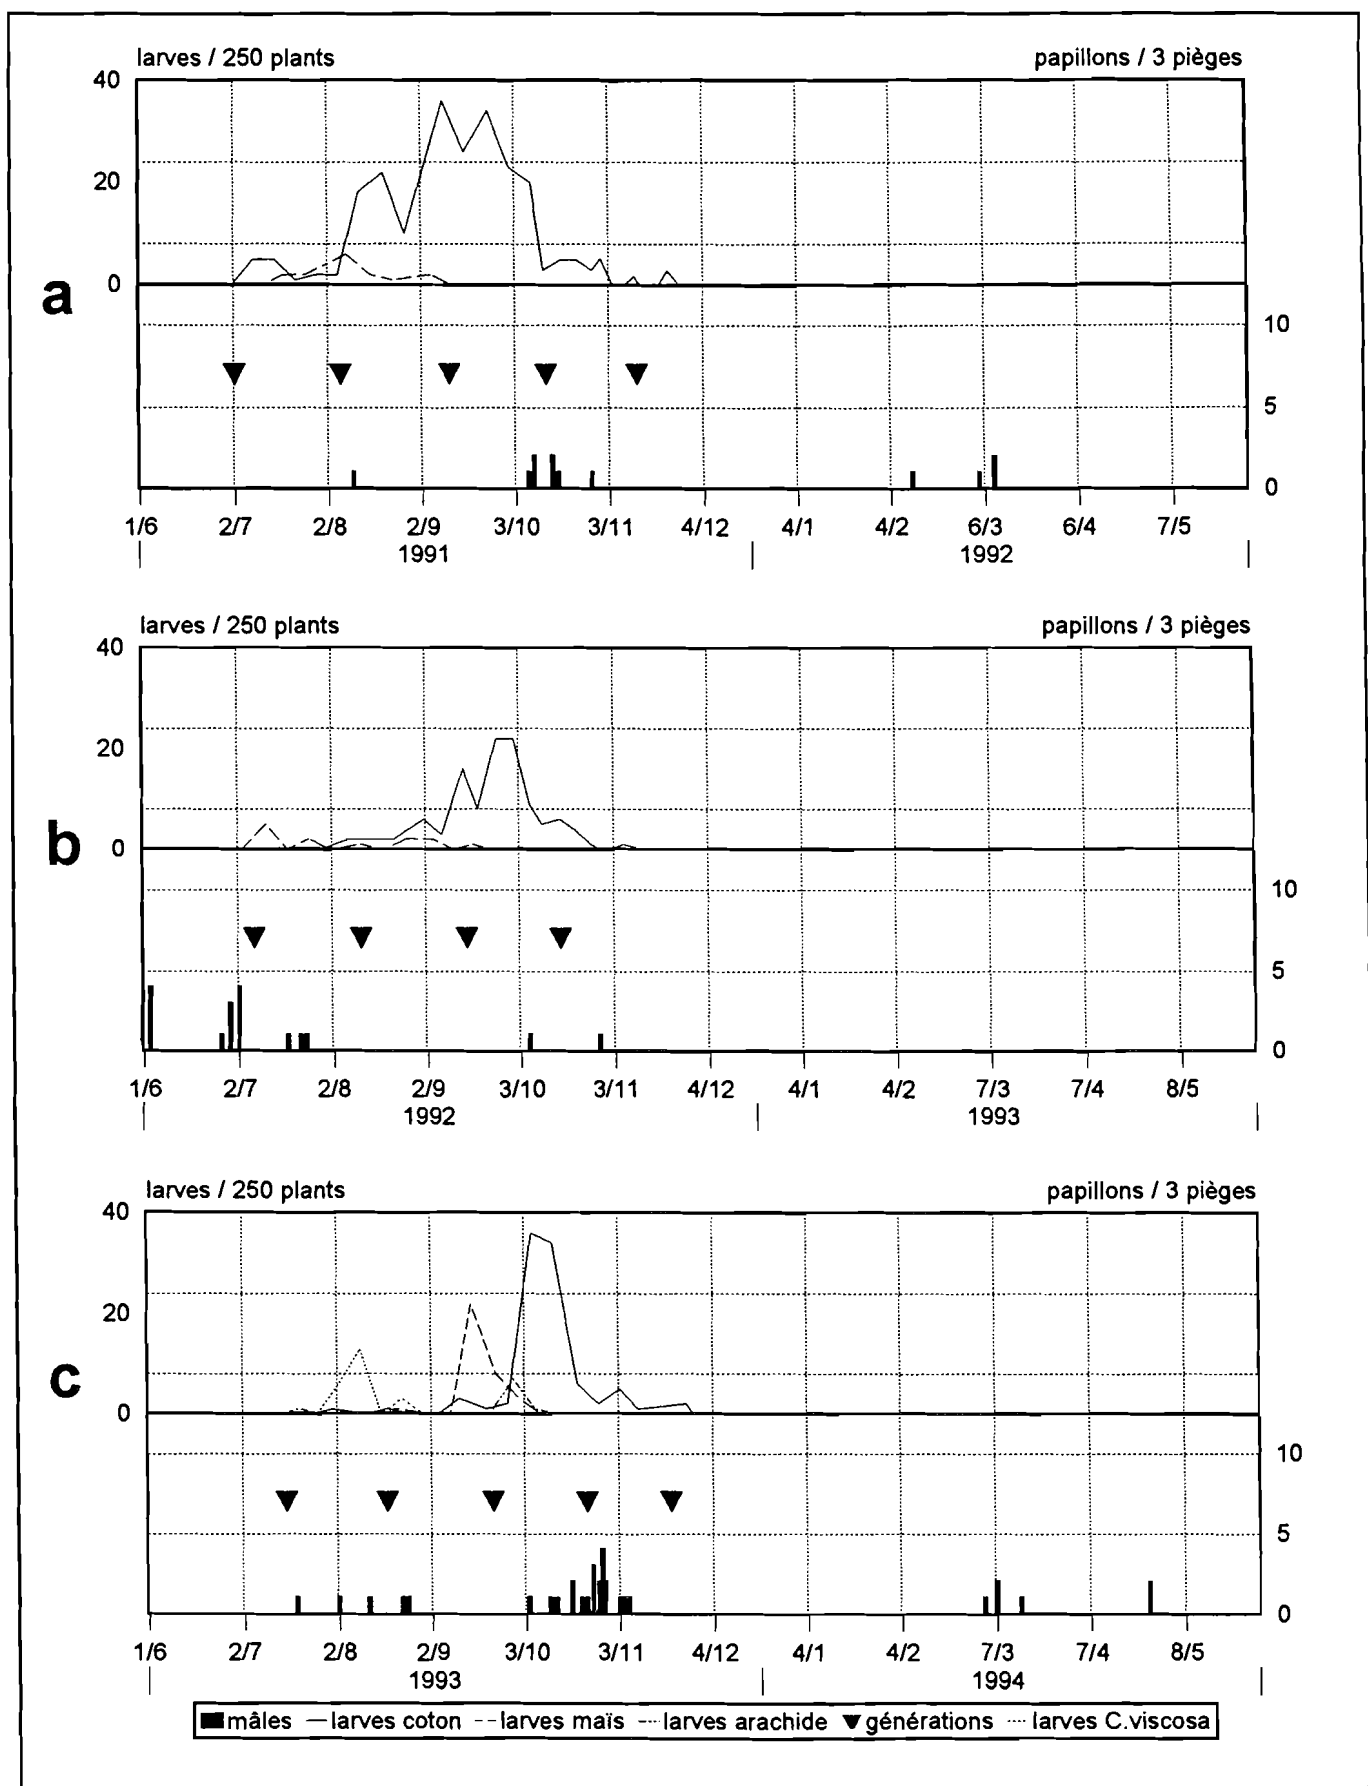 larves / 250 plants papillons / 3 pièges
40
20
0
a
10
5
0
1/6 2/7 2/8 2/9 3/10 3/11 4/12 4/1 4/2 6/3 6/4 7/5
1991 1992
larves / 250 plants papillons / 3 pièges
40
20
0
b
10
5
0
1/6 2/7 2/8 2/9 3/10 3/11 4/12 4/1 4/2 7/3 7/4 8/5
1992 1993
larves / 250 plants papillons / 3 pièges
40
20
0
c
10
5
0
1/6 2/7 2/8 2/9 3/10 3/11 4/12 4/1 4/2 7/3 7/4 8/5
1993 1994
mâles larves coton larves maïs larves arachide générations larves C.viscosa